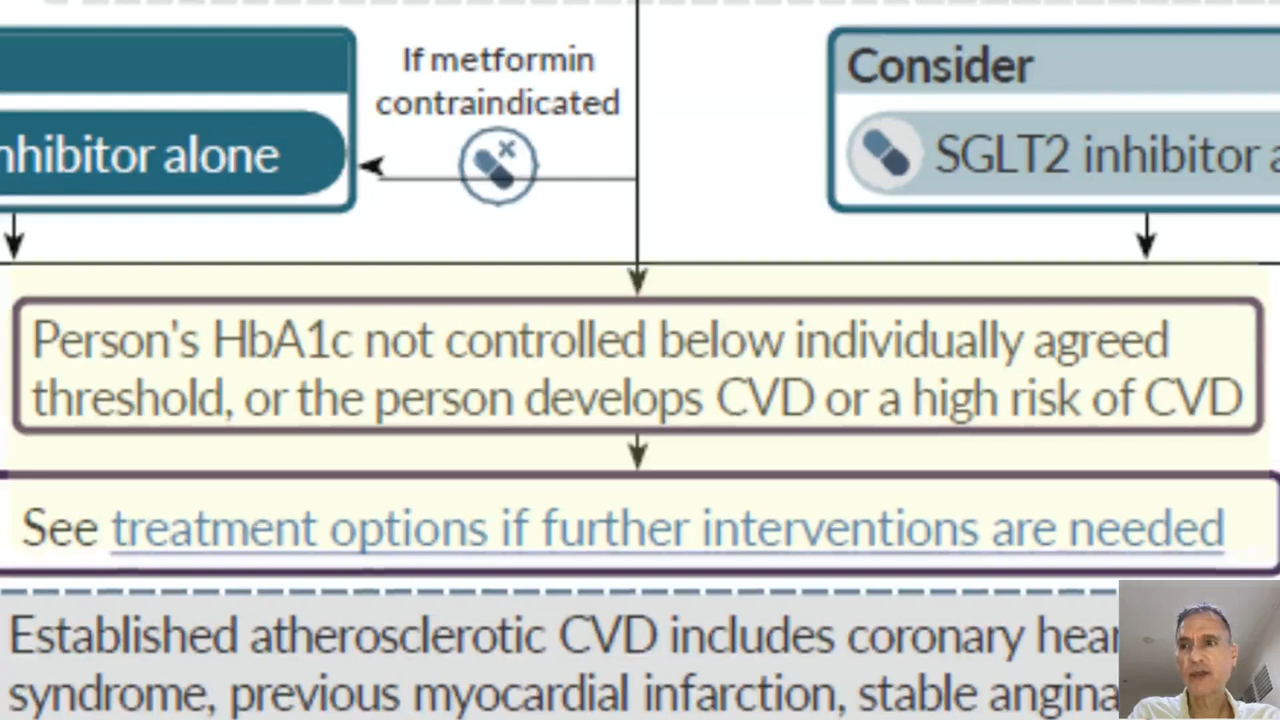 If metformin
contraindicated
Consider
inhibitor alone
SGLT2 inhibitor
Person's HbA1c not controlled below individually agreed
threshold, or the person develops CVD or a high risk of CVD
See treatment options if further interventions are needed
Established atherosclerotic CVD includes coronary
syndrome, previous myocardial infarction, stable angina